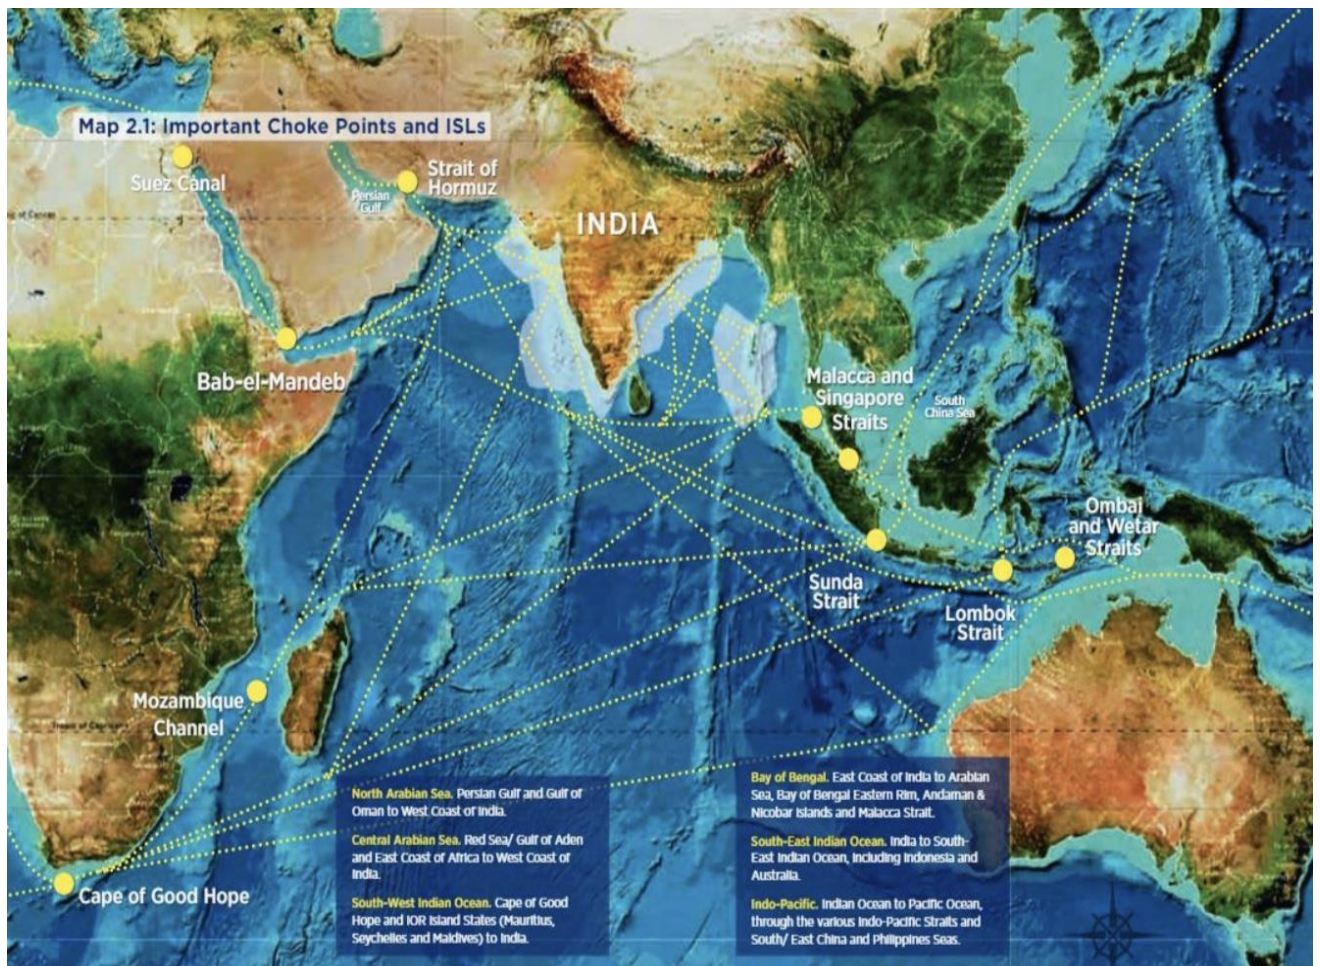 Map 2.1: Important Choke Points and ISLs
Suez Canal
Strait of
Hormuz
Persian
Gulf
INDIA
Bab-el-Mandeb
Malacca and
Singapore
Straits
South
China Sea
Ombai
and Wetar
Straits
Sunda
Strait
Lombok
Strait
Mozambique
Channel
Tropic of Capricorn
Cape of Good Hope
North Arabian Sea. Persian Gulf and Gulf of
Oman to West Coast of India.
Central Arabian Sea. Red Sea/ Gulf of Aden
and East Coast of Africa to West Coast of
India.
South-West Indian Ocean. Cape of Good
Hope and IOR Island States (Mauritius,
Seychelles and Maldives) to India.
Bay of Bengal. East Coast of India to Arabian
Sea, Bay of Bengal Eastern Rim, Andaman &
Nicobar Islands and Malacca Strait.
South-East Indian Ocean. India to South-
East Indian Ocean, including Indonesia and
Australia.
Indo-Pacific. Indian Ocean to Pacific Ocean,
through the various Indo-Pacific Straits and
South/ East China and Philippines Seas.